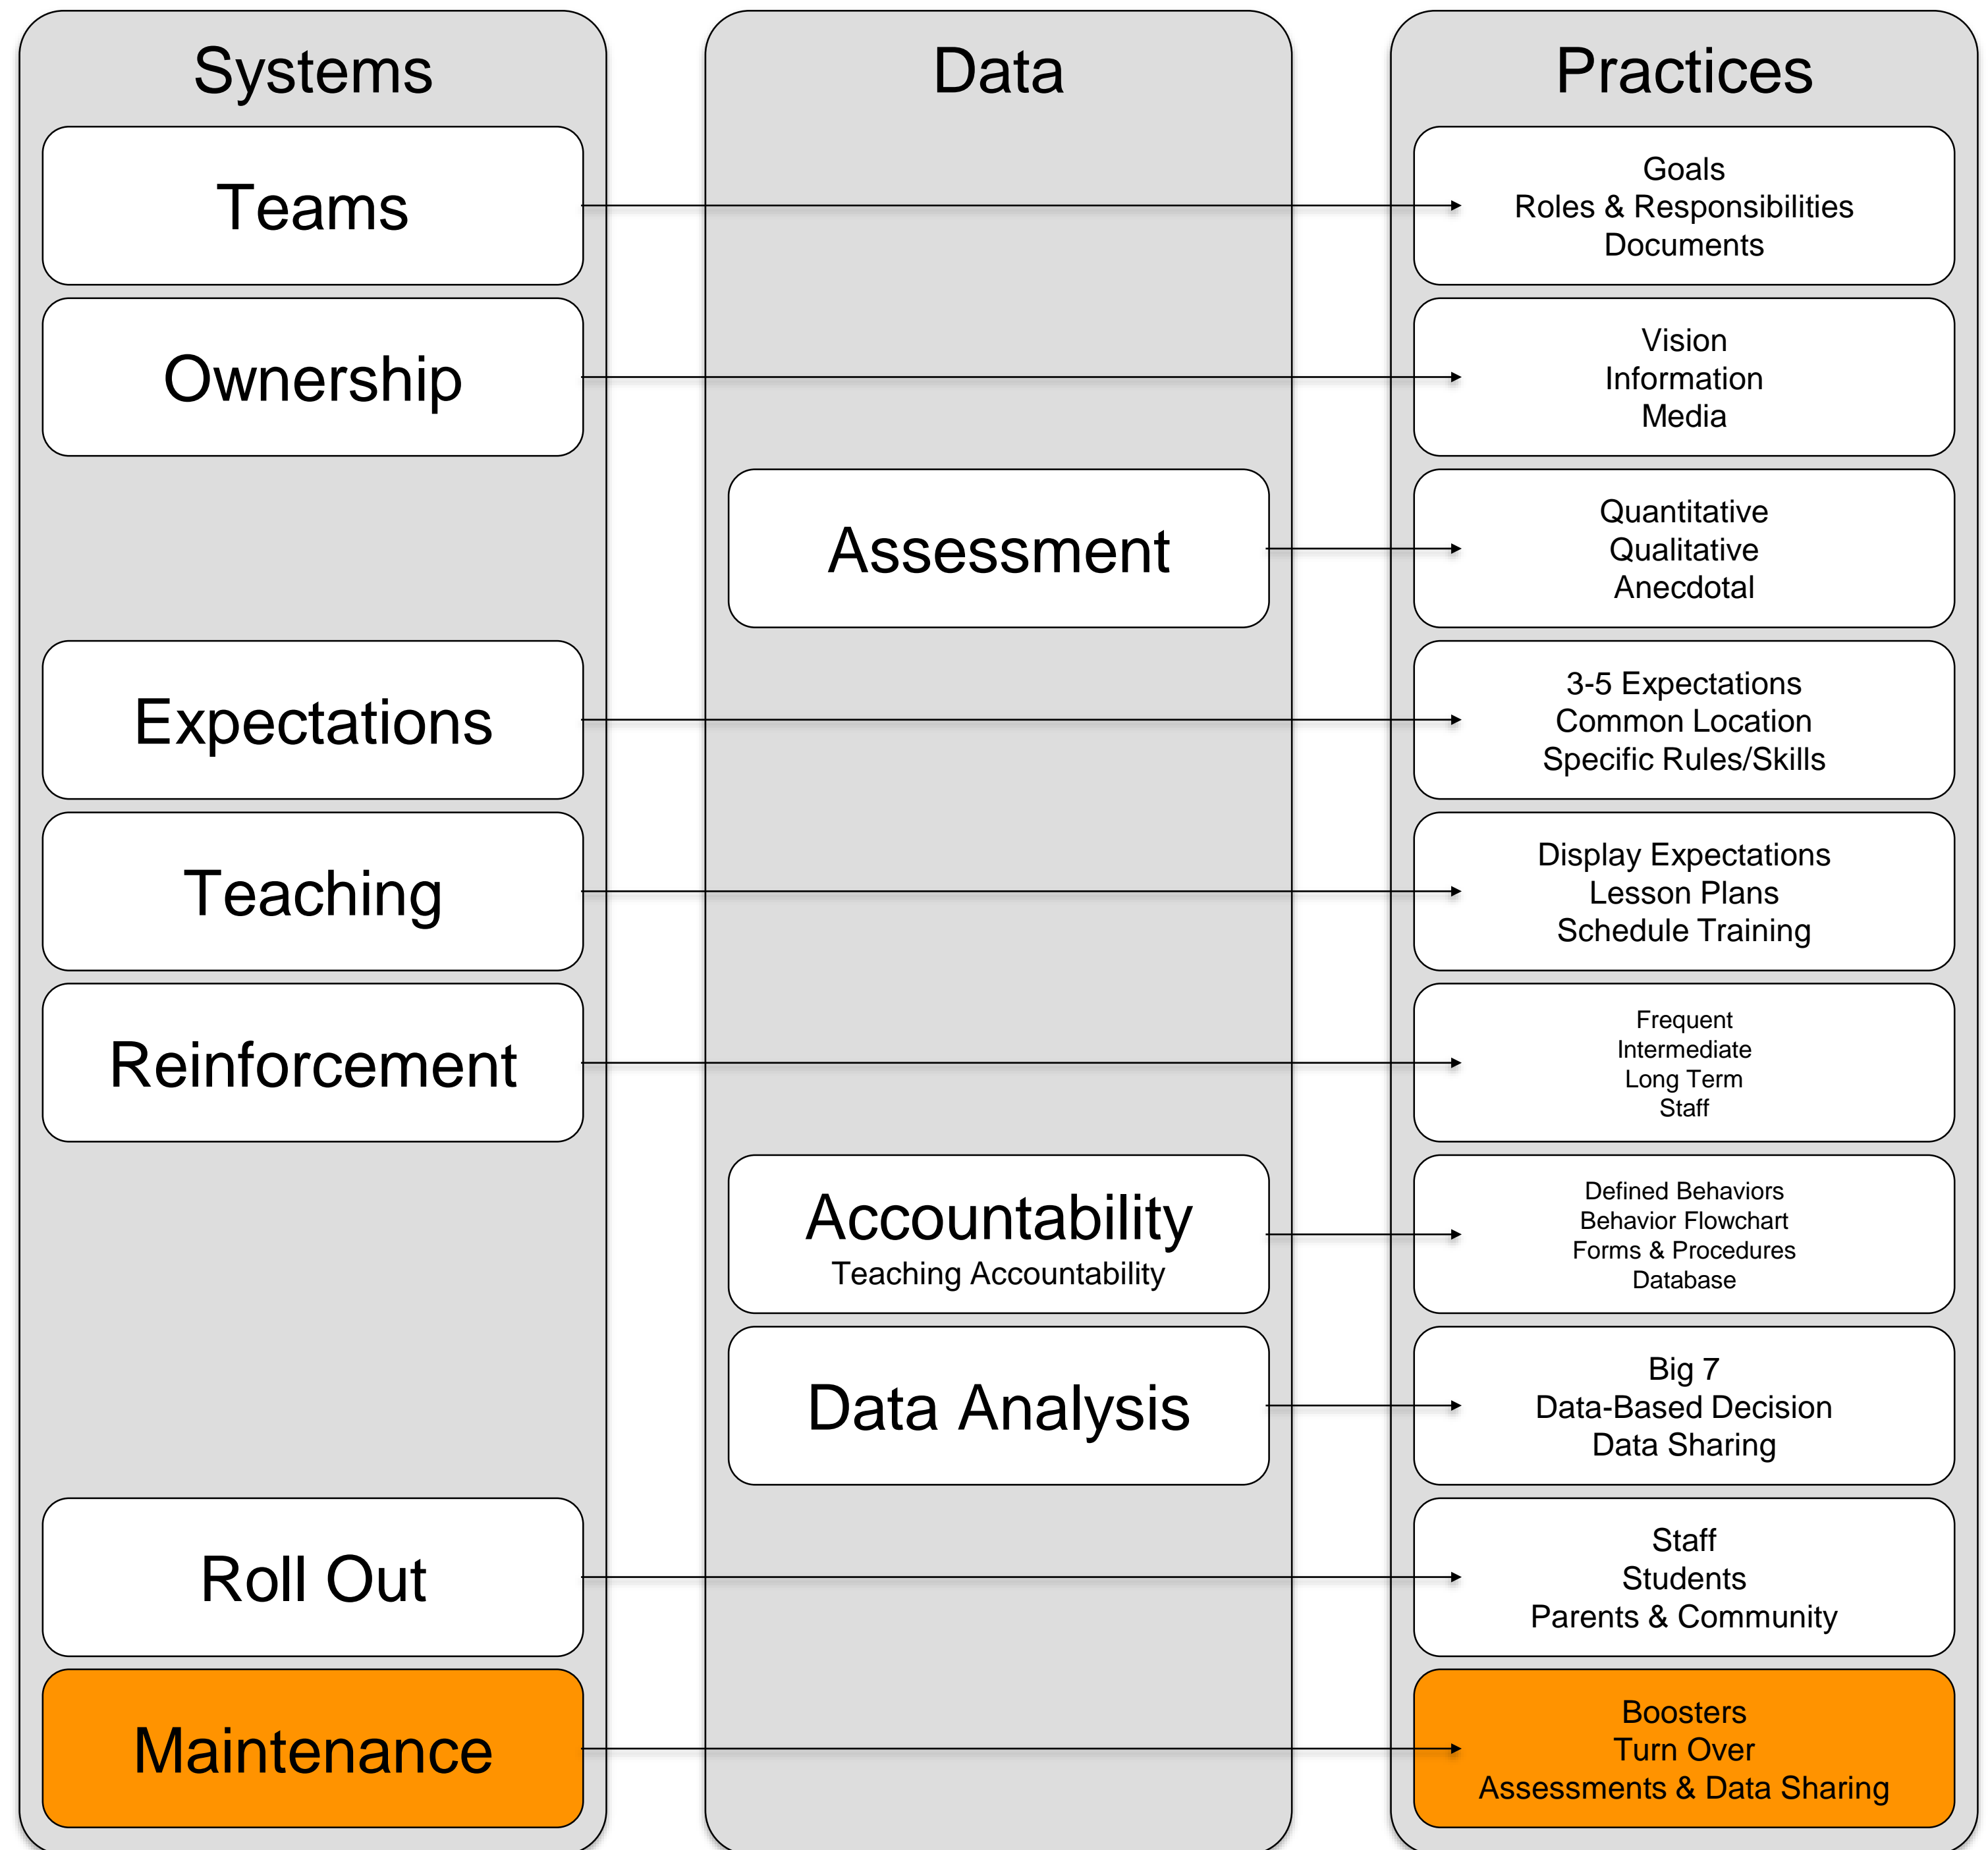 Systems
Data
Practices
Teams
Goals
Roles & Responsibilities
Documents
Ownership
Vision
Information
Media
Assessment
Quantitative
Qualitative
Anecdotal
Expectations
3-5 Expectations
Common Location
Specific Rules/Skills
Teaching
Display Expectations
Lesson Plans
Schedule Training
Reinforcement
Frequent
Intermediate
Long Term
Staff
Accountability
Teaching Accountability
Defined Behaviors
Behavior Flowchart
Forms & Procedures
Database
Data Analysis
Big 7
Data-Based Decision
Data Sharing
Roll Out
Staff
Students
Parents & Community
Maintenance
Boosters
Turn Over
Assessments & Data Sharing